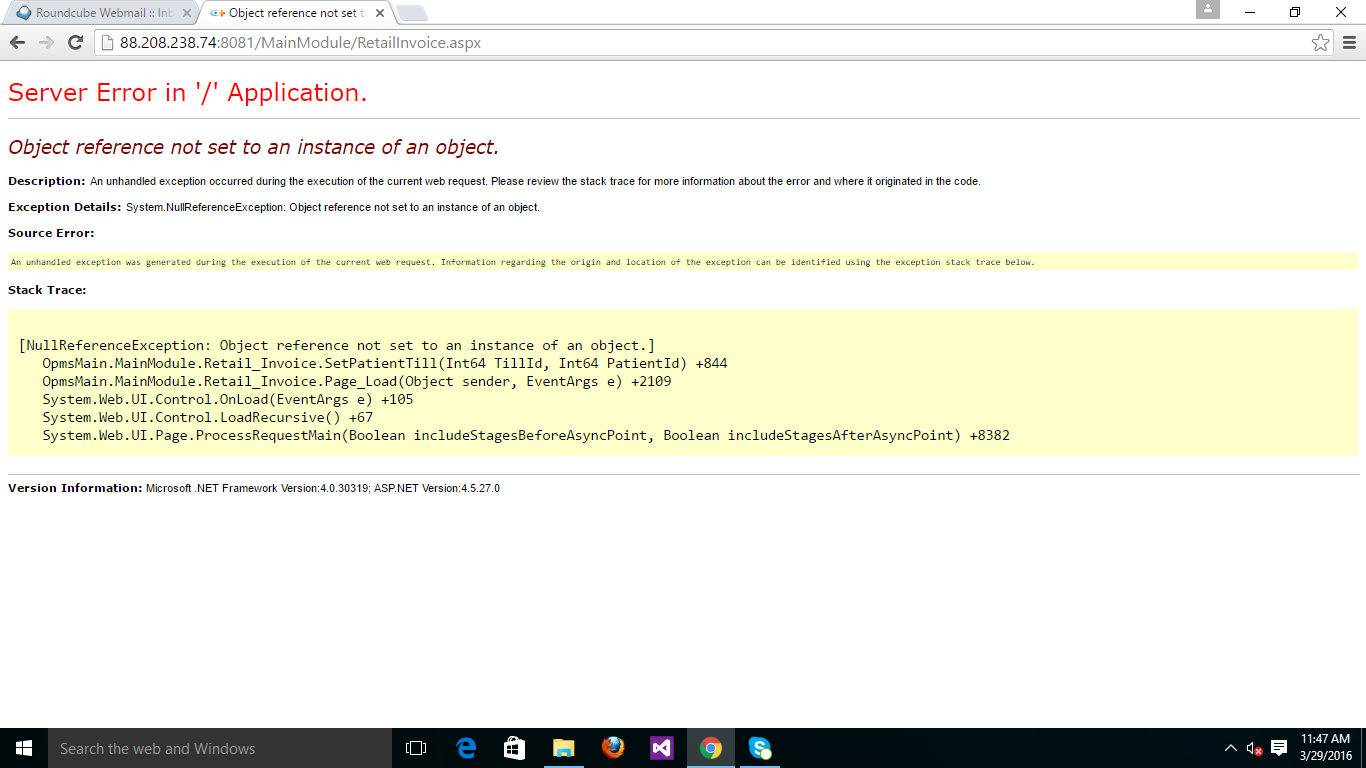 Roundcube Webmail :: Inb
Object reference not set t
88.208.238.74:8081/MainModule/RetailInvoice.aspx
Server Error in '/' Application.
Object reference not set to an instance of an object.
Description: An unhandled exception occurred during the execution of the current web request. Please review the stack trace for more information about the error and where it originated in the code.
Exception Details: System.NullReferenceException: Object reference not set to an instance of an object.
Source Error:
An unhandled exception was generated during the execution of the current web request. Information regarding the origin and location of the exception can be identified using the exception stack trace below.
Stack Trace:
[NullReferenceException: Object reference not set to an instance of an object.]
OpmsMain.MainModule.Retail_Invoice.SetPatientTill(Int64 TillId, Int64 PatientId) +844
OpmsMain.MainModule.Retail_Invoice.Page_Load(Object sender, EventArgs e) +2109
System.Web.UI.Control.OnLoad(EventArgs e) +105
System.Web.UI.Control.LoadRecursive() +67
System.Web.UI.Page.ProcessRequestMain(Boolean includeStagesBeforeAsyncPoint, Boolean includeStagesAfterAsyncPoint) +8382
Version Information: Microsoft .NET Framework Version:4.0.30319; ASP.NET Version:4.5.27.0
Search the web and Windows
11:47 AM
3/29/2016